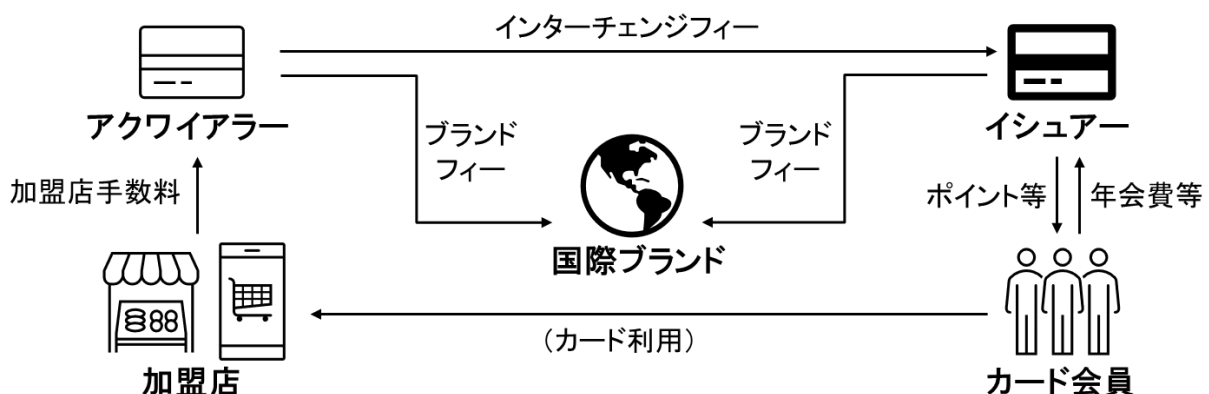 インターチェンジフィー
アクワイアラー
イシュアー
ブランド
フィー
ブランド
フィー
加盟店手数料
ポイント等
年会費等
国際ブランド
888
（カード利用）
加盟店
カード会員